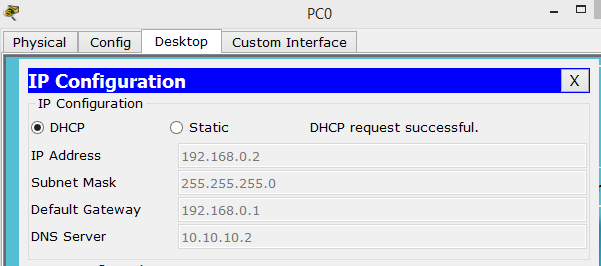 PC0
Physical Config Desktop Custom Interface
IP Configuration X
IP Configuration
DHCP Static DHCP request successful.
IP Address 192.168.0.2
Subnet Mask 255.255.255.0
Default Gateway 192.168.0.1
DNS Server 10.10.10.2